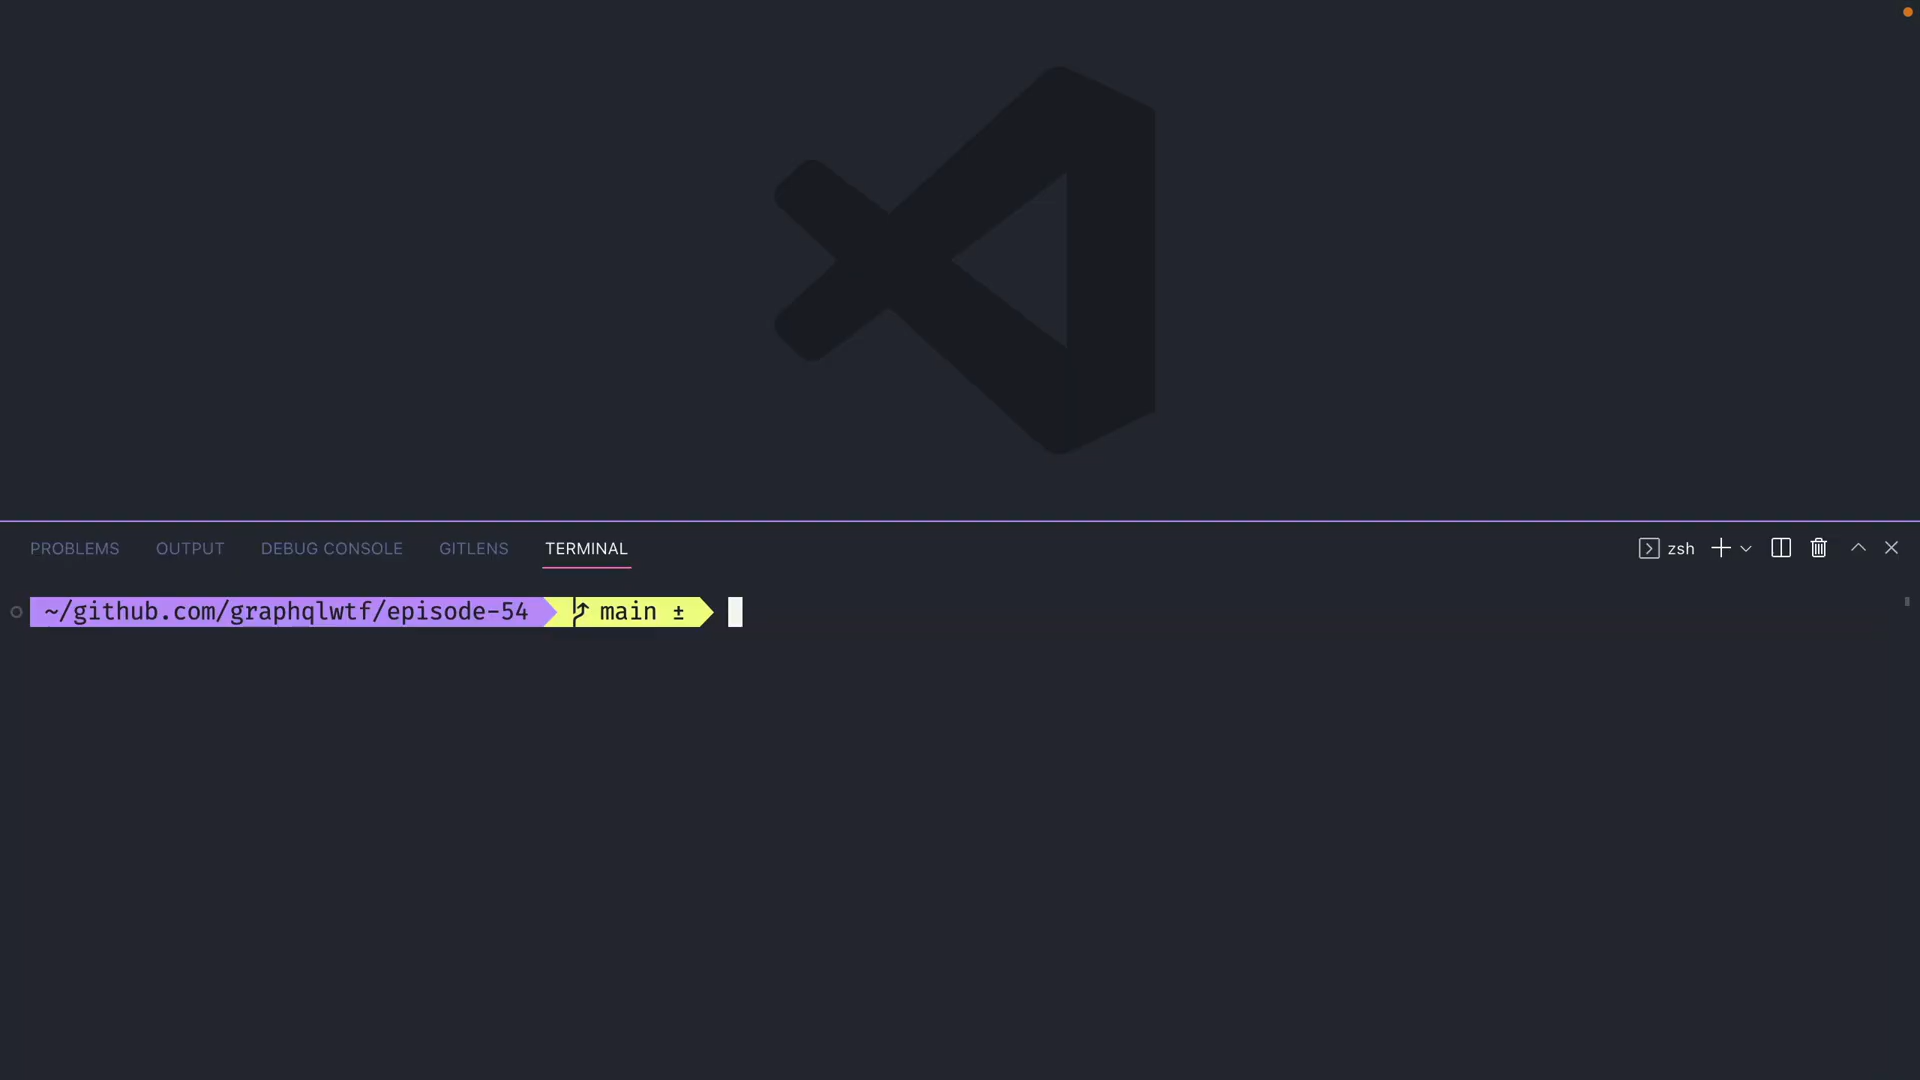 PROBLEMS OUTPUT DEBUG CONSOLE GITLENS TERMINAL zsh
~/github.com/graphqlwtf/episode-54 main ±